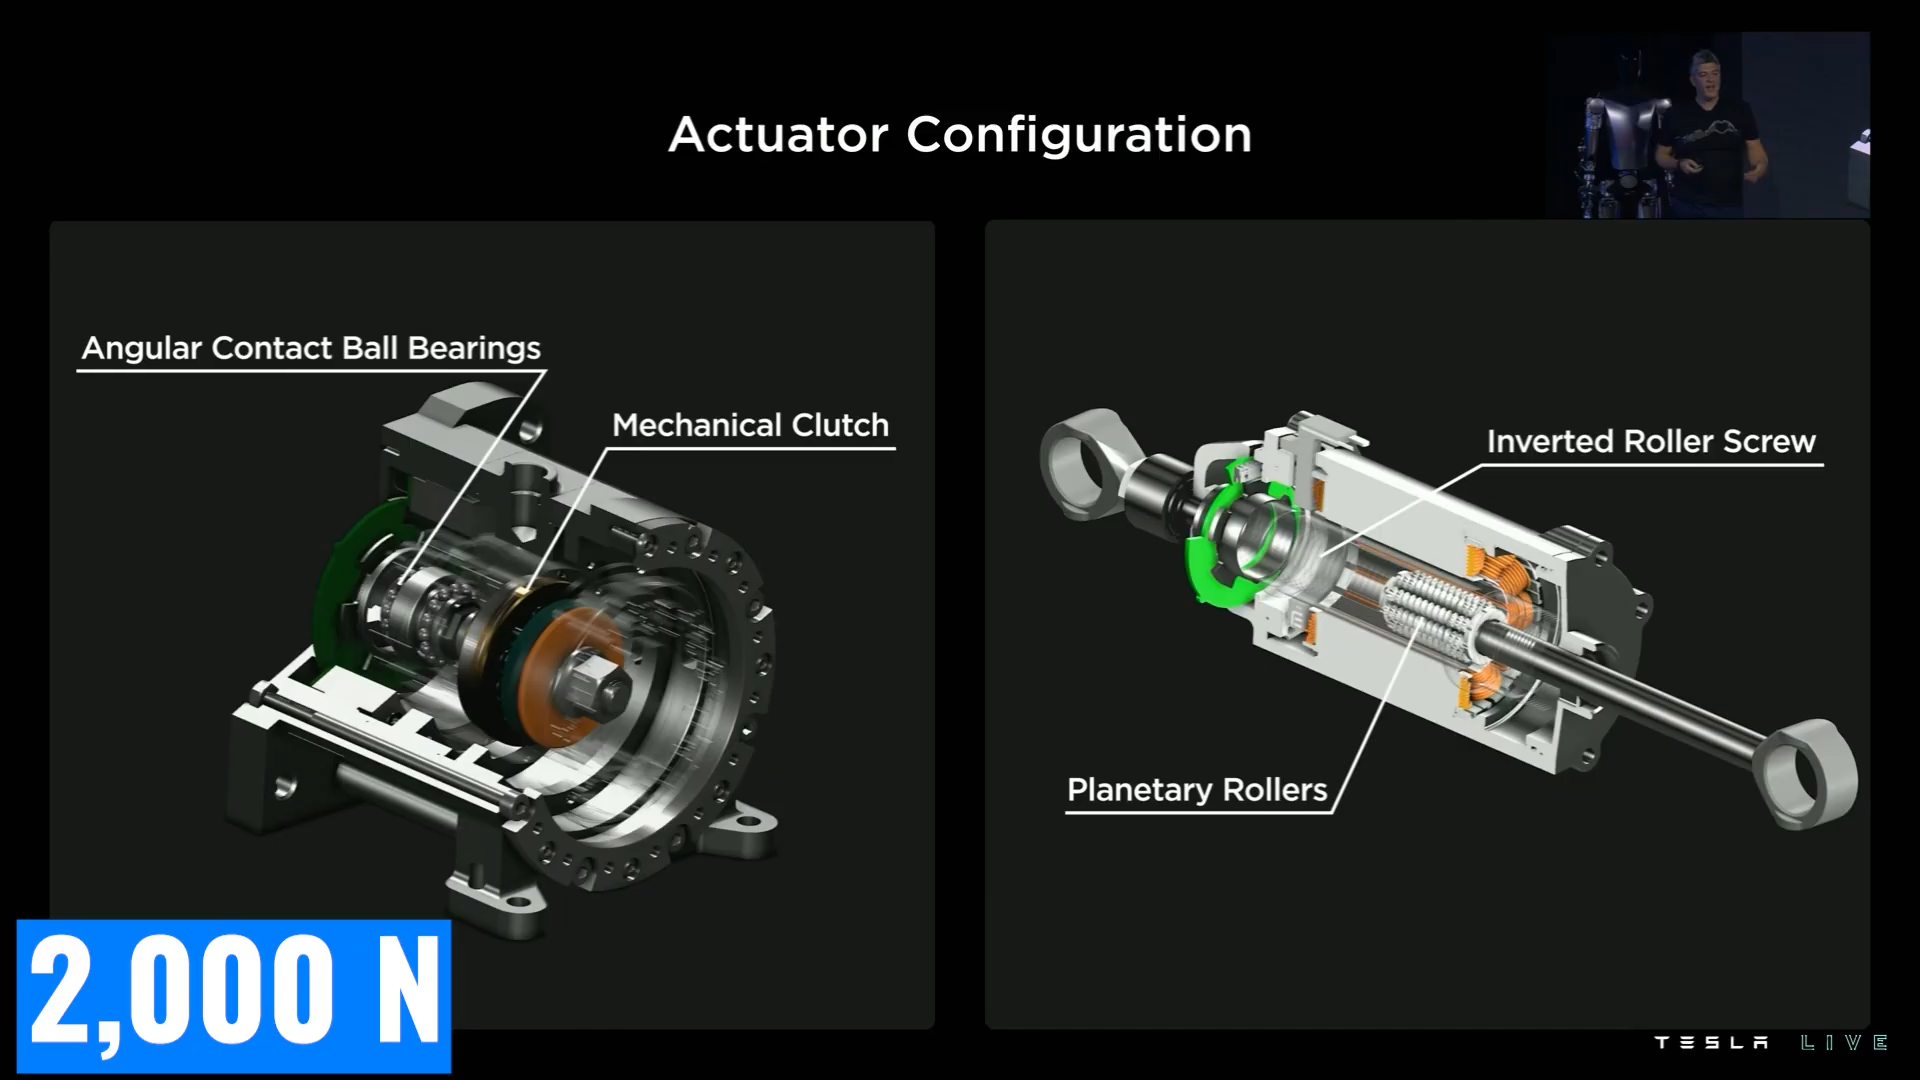 Actuator Configuration
Angular Contact Ball Bearings
Mechanical Clutch
Inverted Roller Screw
Planetary Rollers
2,000 N
TESLA LIVE